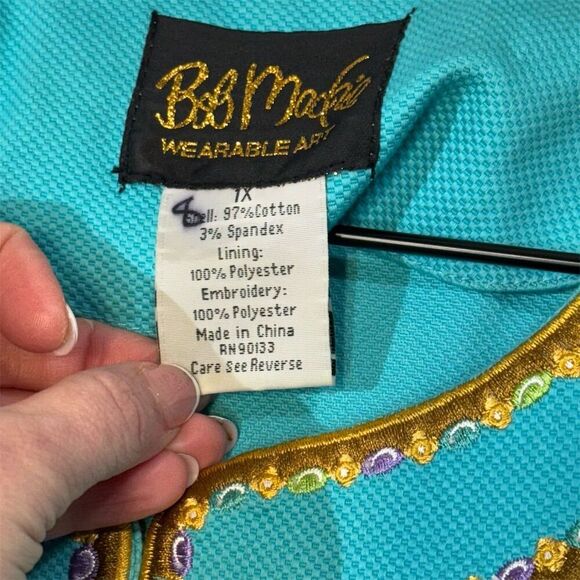 Bob Mackie
WEARABLE ART
1X
Shell: 97%Cotton
3% Spandex
Lining:
100% Polyester
Embroidery:
100% Polyester
Made in China
RN90133
Care See Reverse